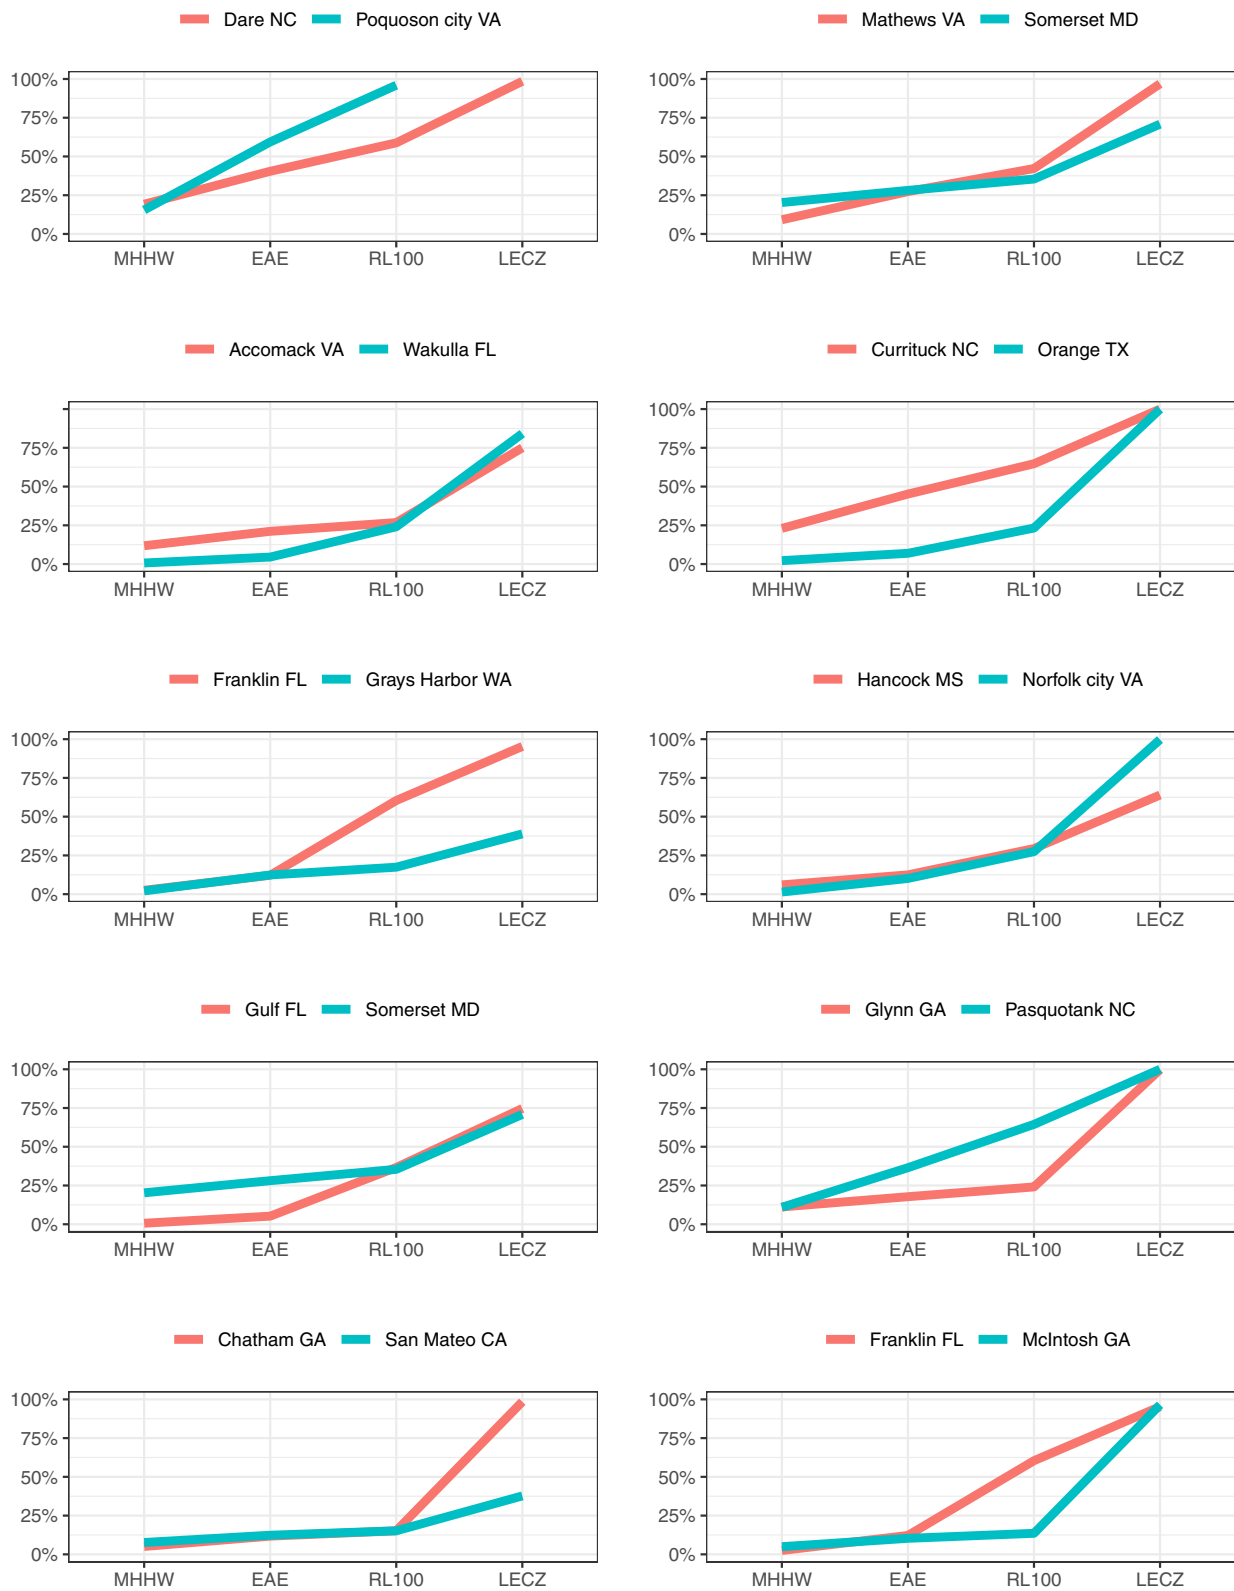 Dare NC Poquoson city VA
100%
75%
50%
25%
0%
MHHW EAE RL100 LECZ
Mathews VA Somerset MD
100%
75%
50%
25%
0%
MHHW EAE RL100 LECZ
Accomack VA Wakulla FL
75%
50%
25%
0%
MHHW EAE RL100 LECZ
Currituck NC Orange TX
100%
75%
50%
25%
0%
MHHW EAE RL100 LECZ
Franklin FL Grays Harbor WA
100%
75%
50%
25%
0%
MHHW EAE RL100 LECZ
Hancock MS Norfolk city VA
100%
75%
50%
25%
0%
MHHW EAE RL100 LECZ
Gulf FL Somerset MD
100%
75%
50%
25%
0%
MHHW EAE RL100 LECZ
Glynn GA Pasquotank NC
100%
75%
50%
25%
0%
MHHW EAE RL100 LECZ
Chatham GA San Mateo CA
100%
75%
50%
25%
0%
MHHW EAE RL100 LECZ
Franklin FL McIntosh GA
100%
75%
50%
25%
0%
MHHW EAE RL100 LECZ